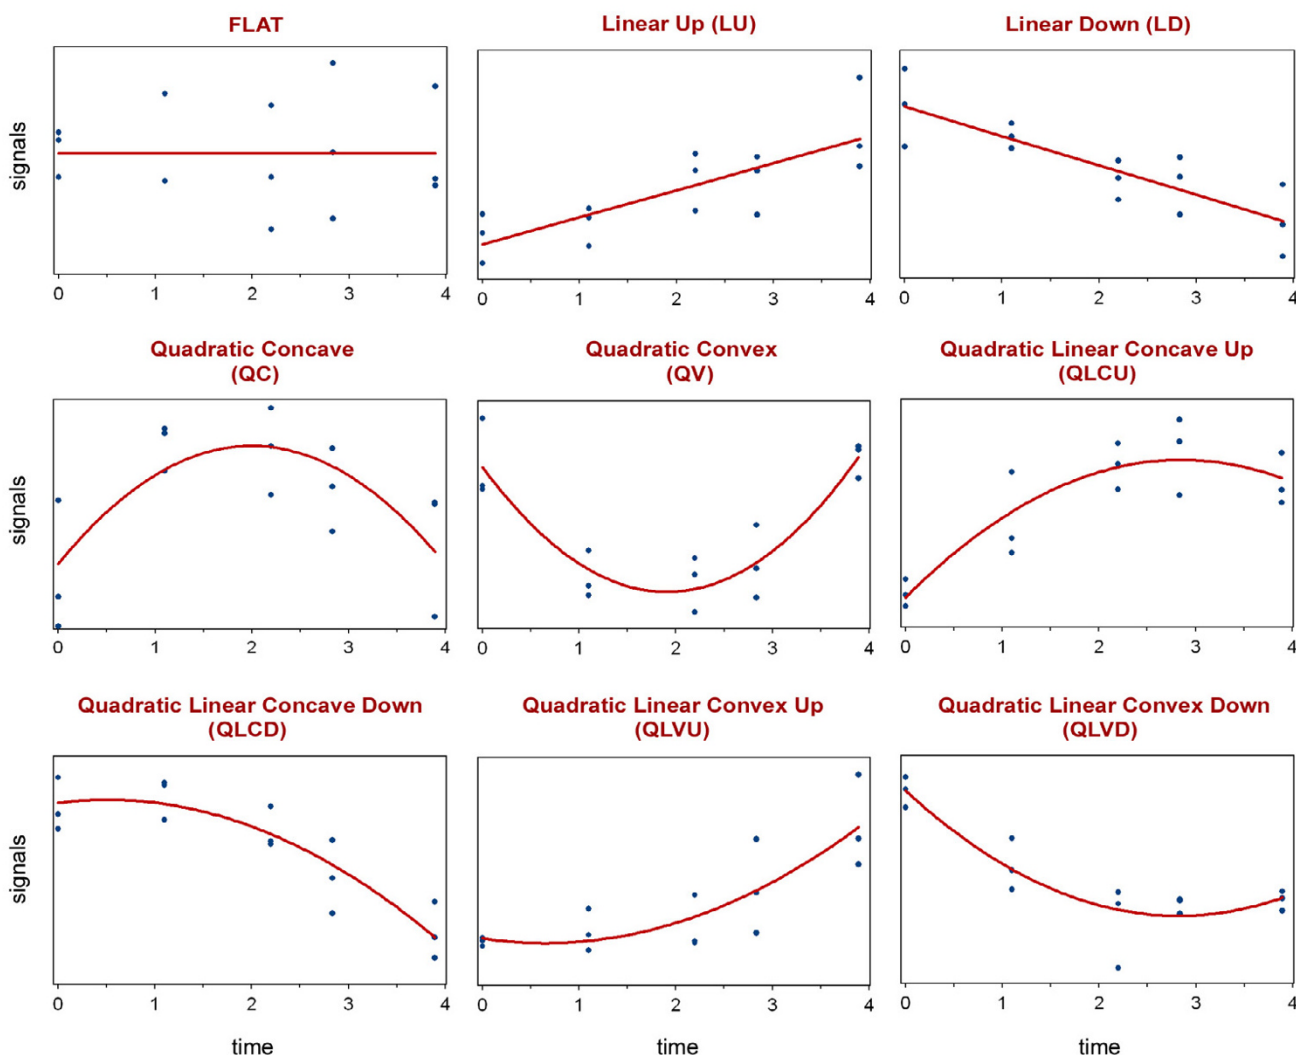 FLAT
Linear Up (LU)
Linear Down (LD)
signals
0 1 2 3 4
0 1 2 3 4
0 1 2 3 4
Quadratic Concave
(QC)
Quadratic Convex
(QV)
Quadratic Linear Concave Up
(QLCU)
signals
0 1 2 3 4
0 1 2 3 4
0 1 2 3 4
Quadratic Linear Concave Down
(QLCD)
Quadratic Linear Convex Up
(QLVU)
Quadratic Linear Convex Down
(QLVD)
signals
0 1 2 3 4
0 1 2 3 4
0 1 2 3 4
time
time
time